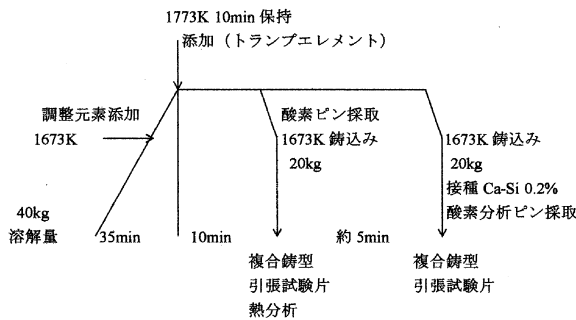 1773K 10min 保持
添加（トランプエレメント）
調整元素添加
1673K
酸素ピン採取
1673K 鋳込み
20kg
1673K 鋳込み
20kg
接種 Ca-Si 0.2%
酸素分析ピン採取
40kg
溶解量
35min
10min
約 5min
複合鋳型
引張試験片
熱分析
複合鋳型
引張試験片